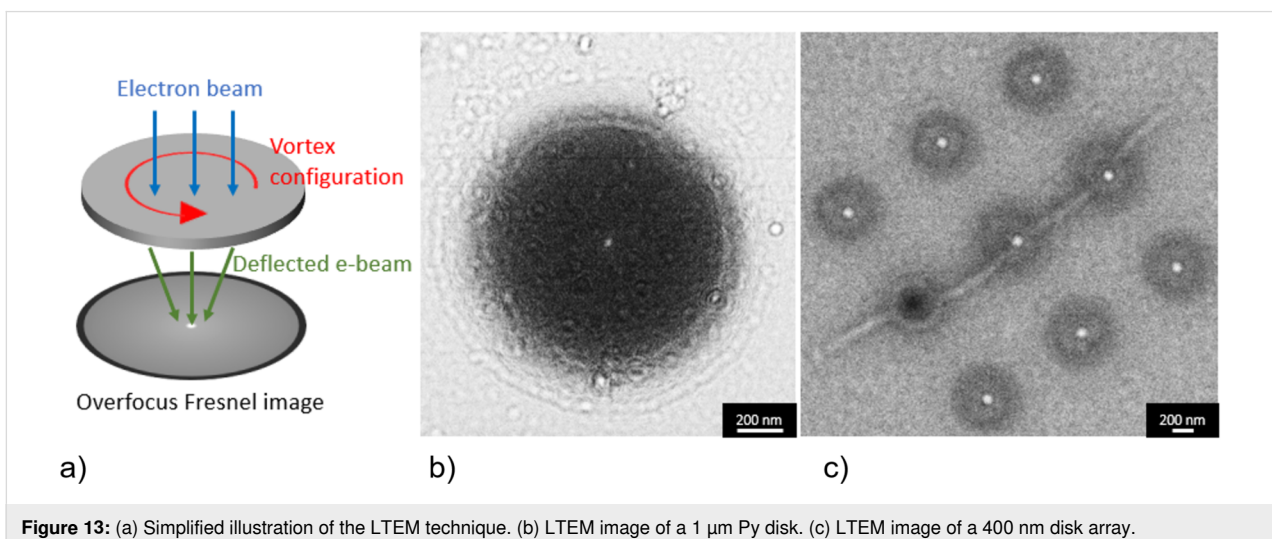 Electron beam
Vortex
configuration
Deflected e-beam
Overfocus Fresnel image
200 nm
200 nm
a)
b)
c)
Figure 13: (a) Simplified illustration of the LTEM technique. (b) LTEM image of a 1 µm Py disk. (c) LTEM image of a 400 nm disk array.